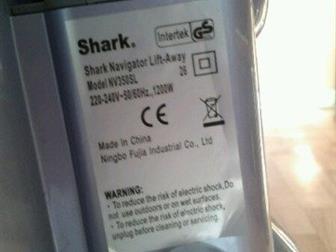 Shark.
Intertek GS
Shark Navigator Lift-Away
Model NV350SL 26
220-240V~50/60Hz., 1200W
CE
Made In China
Ningbo Fujia Industrial Co., Ltd
WARNING:
· To reduce the risk of electric shock,Do
not use outdoors or on wet surfaces.
· To reduce the risk of electric shock,
unplug before cleaning or servicing.